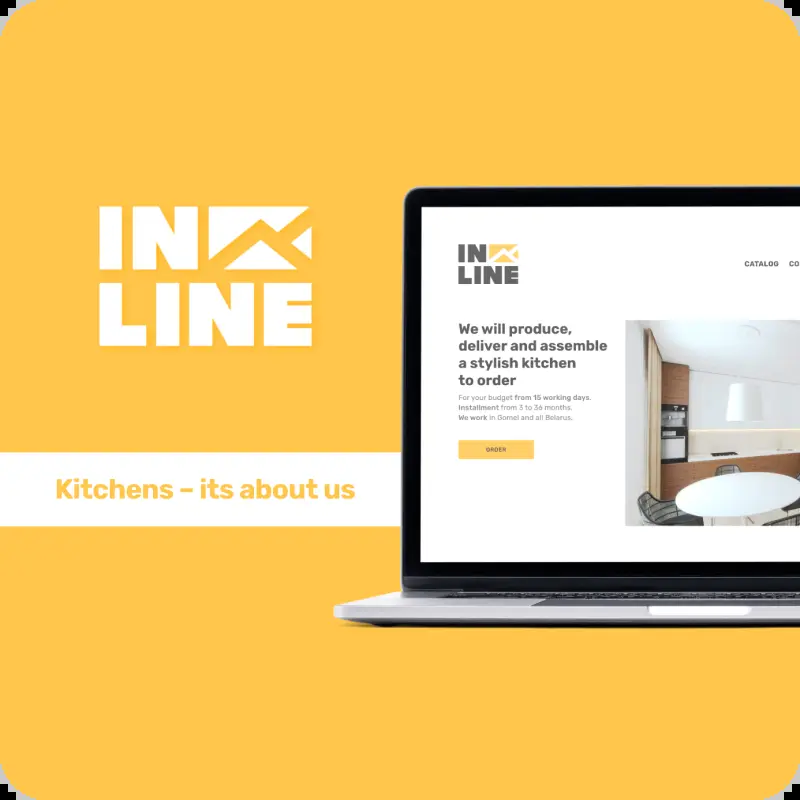 IN
LINE
Kitchens – its about us
IN
LINE
CATALOG CO
We will produce,
deliver and assemble
a stylish kitchen
to order
For your budget from 15 working days.
Installment from 3 to 36 months.
We work in Gomel and all Belarus.
ORDER